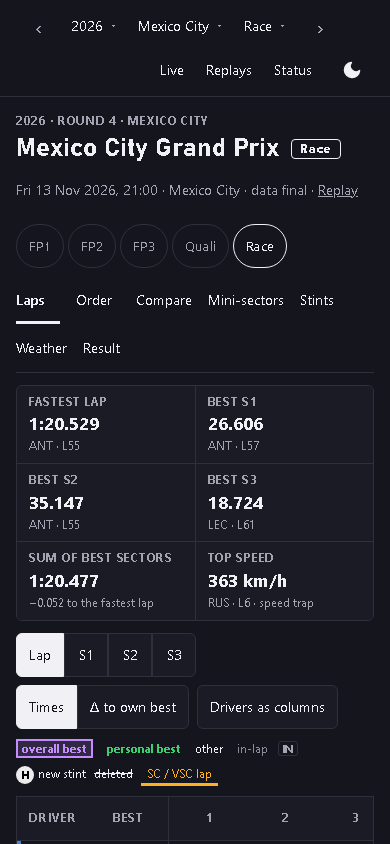 ‹ 2026 Mexico City Race ›
Live Replays Status
2026 · ROUND 4 · MEXICO CITY
Mexico City Grand Prix Race
Fri 13 Nov 2026, 21:00 · Mexico City · data final · Replay
FP1 FP2 FP3 Quali Race
Laps Order Compare Mini-sectors Stints
Weather Result
FASTEST LAP BEST S1
1:20.529 26.606
ANT · L55 ANT · L57
BEST S2 BEST S3
35.147 18.724
ANT · L55 LEC · L61
SUM OF BEST SECTORS TOP SPEED
1:20.477 363 km/h
−0.052 to the fastest lap RUS · L6 · speed trap
Lap S1 S2 S3
Times Δ to own best Drivers as columns
overall best personal best other in-lap IN
H new stint deleted SC / VSC lap
DRIVER BEST 1 2 3